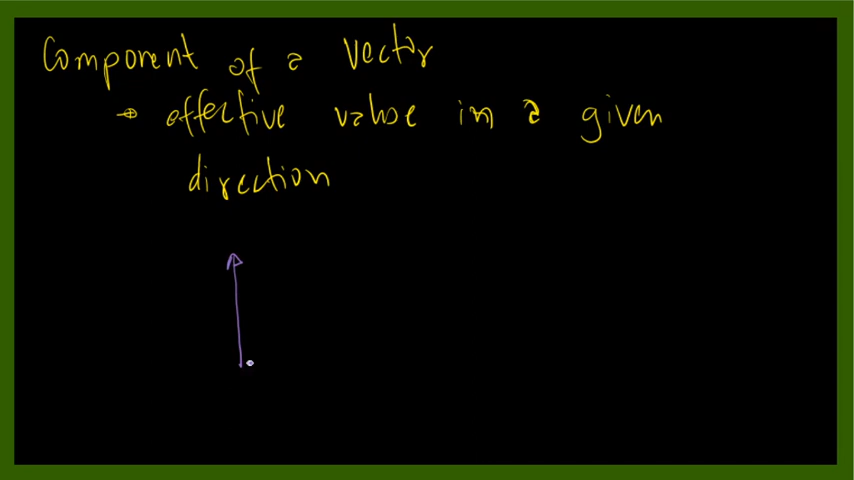 Component of a Vector
→ effective value in a given
direction